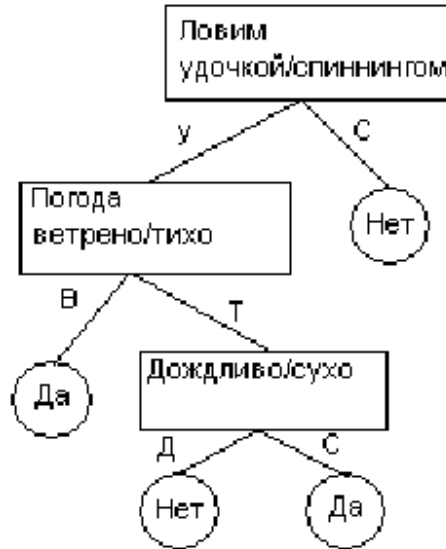 Ловим
удочкой/спиннингом
У
С
Погода
ветрено/тихо
Нет
В
Т
Да
Дождливо/сухо
Д
С
Нет
Да